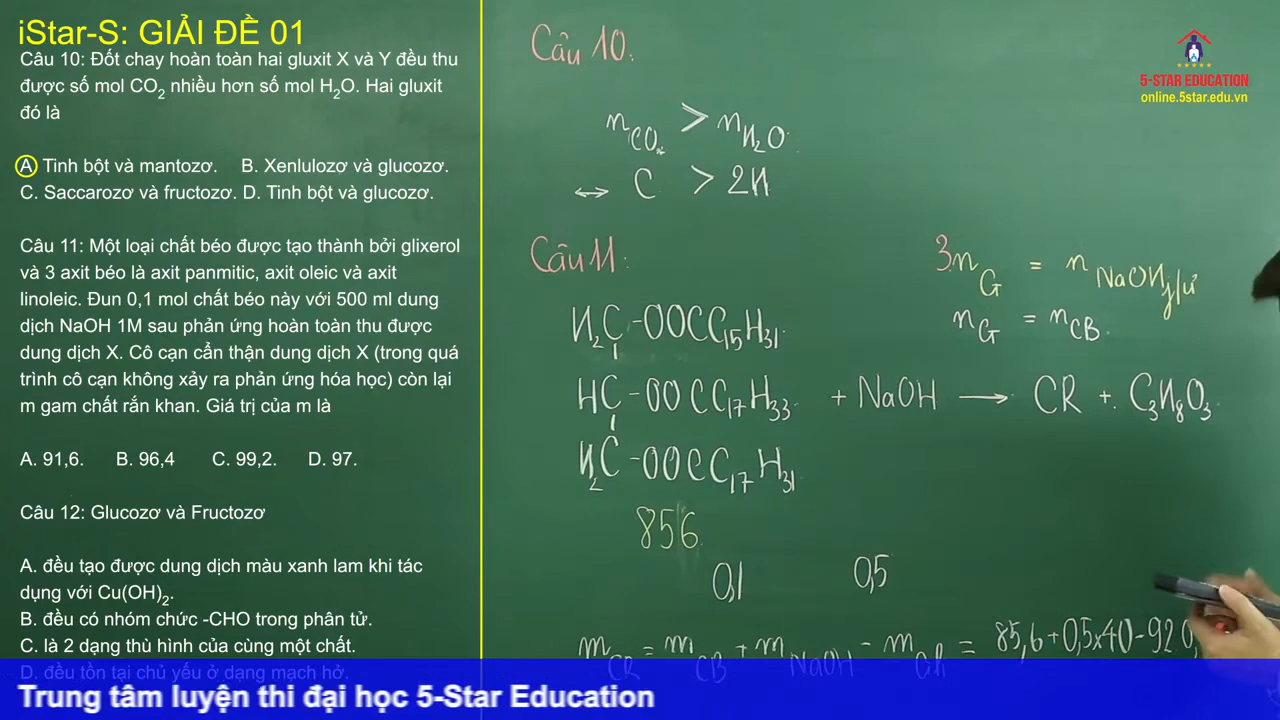 iStar-S: GIẢI ĐỀ 01
Câu 10: Đốt chay hoàn toàn hai gluxit X và Y đều thu
được số mol CO₂ nhiều hơn số mol H₂O. Hai gluxit
đó là
A Tinh bột và mantozơ. B. Xenlulozơ và glucozơ.
C. Saccarozơ và fructozơ. D. Tinh bột và glucozơ.
Câu 11: Một loại chất béo được tạo thành bởi glixerol
và 3 axit béo là axit panmitic, axit oleic và axit
linoleic. Đun 0,1 mol chất béo này với 500 ml dung
dịch NaOH 1M sau phản ứng hoàn toàn thu được
dung dịch X. Cô cạn cẩn thận dung dịch X (trong quá
trình cô cạn không xảy ra phản ứng hóa học) còn lại
m gam chất rắn khan. Giá trị của m là
A. 91,6. B. 96,4 C. 99,2. D. 97.
Câu 12: Glucozơ và Fructozơ
A. đều tạo được dung dịch màu xanh lam khi tác
dụng với Cu(OH)₂.
B. đều có nhóm chức -CHO trong phân tử.
C. là 2 dạng thù hình của cùng một chất.
D. đều tồn tại chủ yếu ở dạng mạch hở.
Câu 10:
n CO₂ > n H₂O
↔ C > 2H
Câu 11:
3n G = n NaOH p/ư
n G = n CB
H₂C-OOCC₁₅H₃₁
HC-OOCC₁₇H₃₃ + NaOH → CR + C₃H₈O₃
H₂C-OOCC₁₇H₃₁
856
0,1 0,5
m CR = m CB + m NaOH - m = 85,6+0,5x40-92.0,
5-STAR EDUCATION
online.5star.edu.vn
Trung tâm luyện thi đại học 5-Star Education